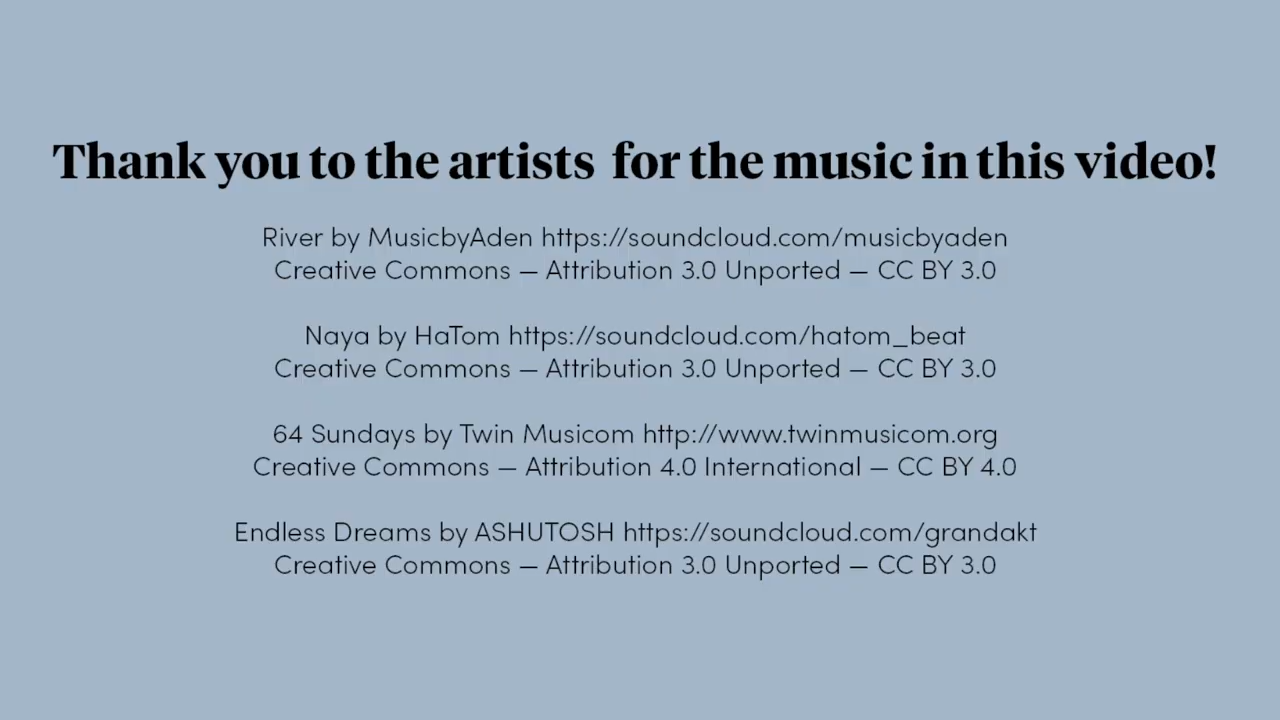 Thank you to the artists  for the music in this video!
River by MusicbyAden https://soundcloud.com/musicbyaden
Creative Commons — Attribution 3.0 Unported — CC BY 3.0
Naya by HaTom https://soundcloud.com/hatom_beat
Creative Commons — Attribution 3.0 Unported — CC BY 3.0
64 Sundays by Twin Musicom http://www.twinmusicom.org
Creative Commons — Attribution 4.0 International — CC BY 4.0
Endless Dreams by ASHUTOSH https://soundcloud.com/grandakt
Creative Commons — Attribution 3.0 Unported — CC BY 3.0